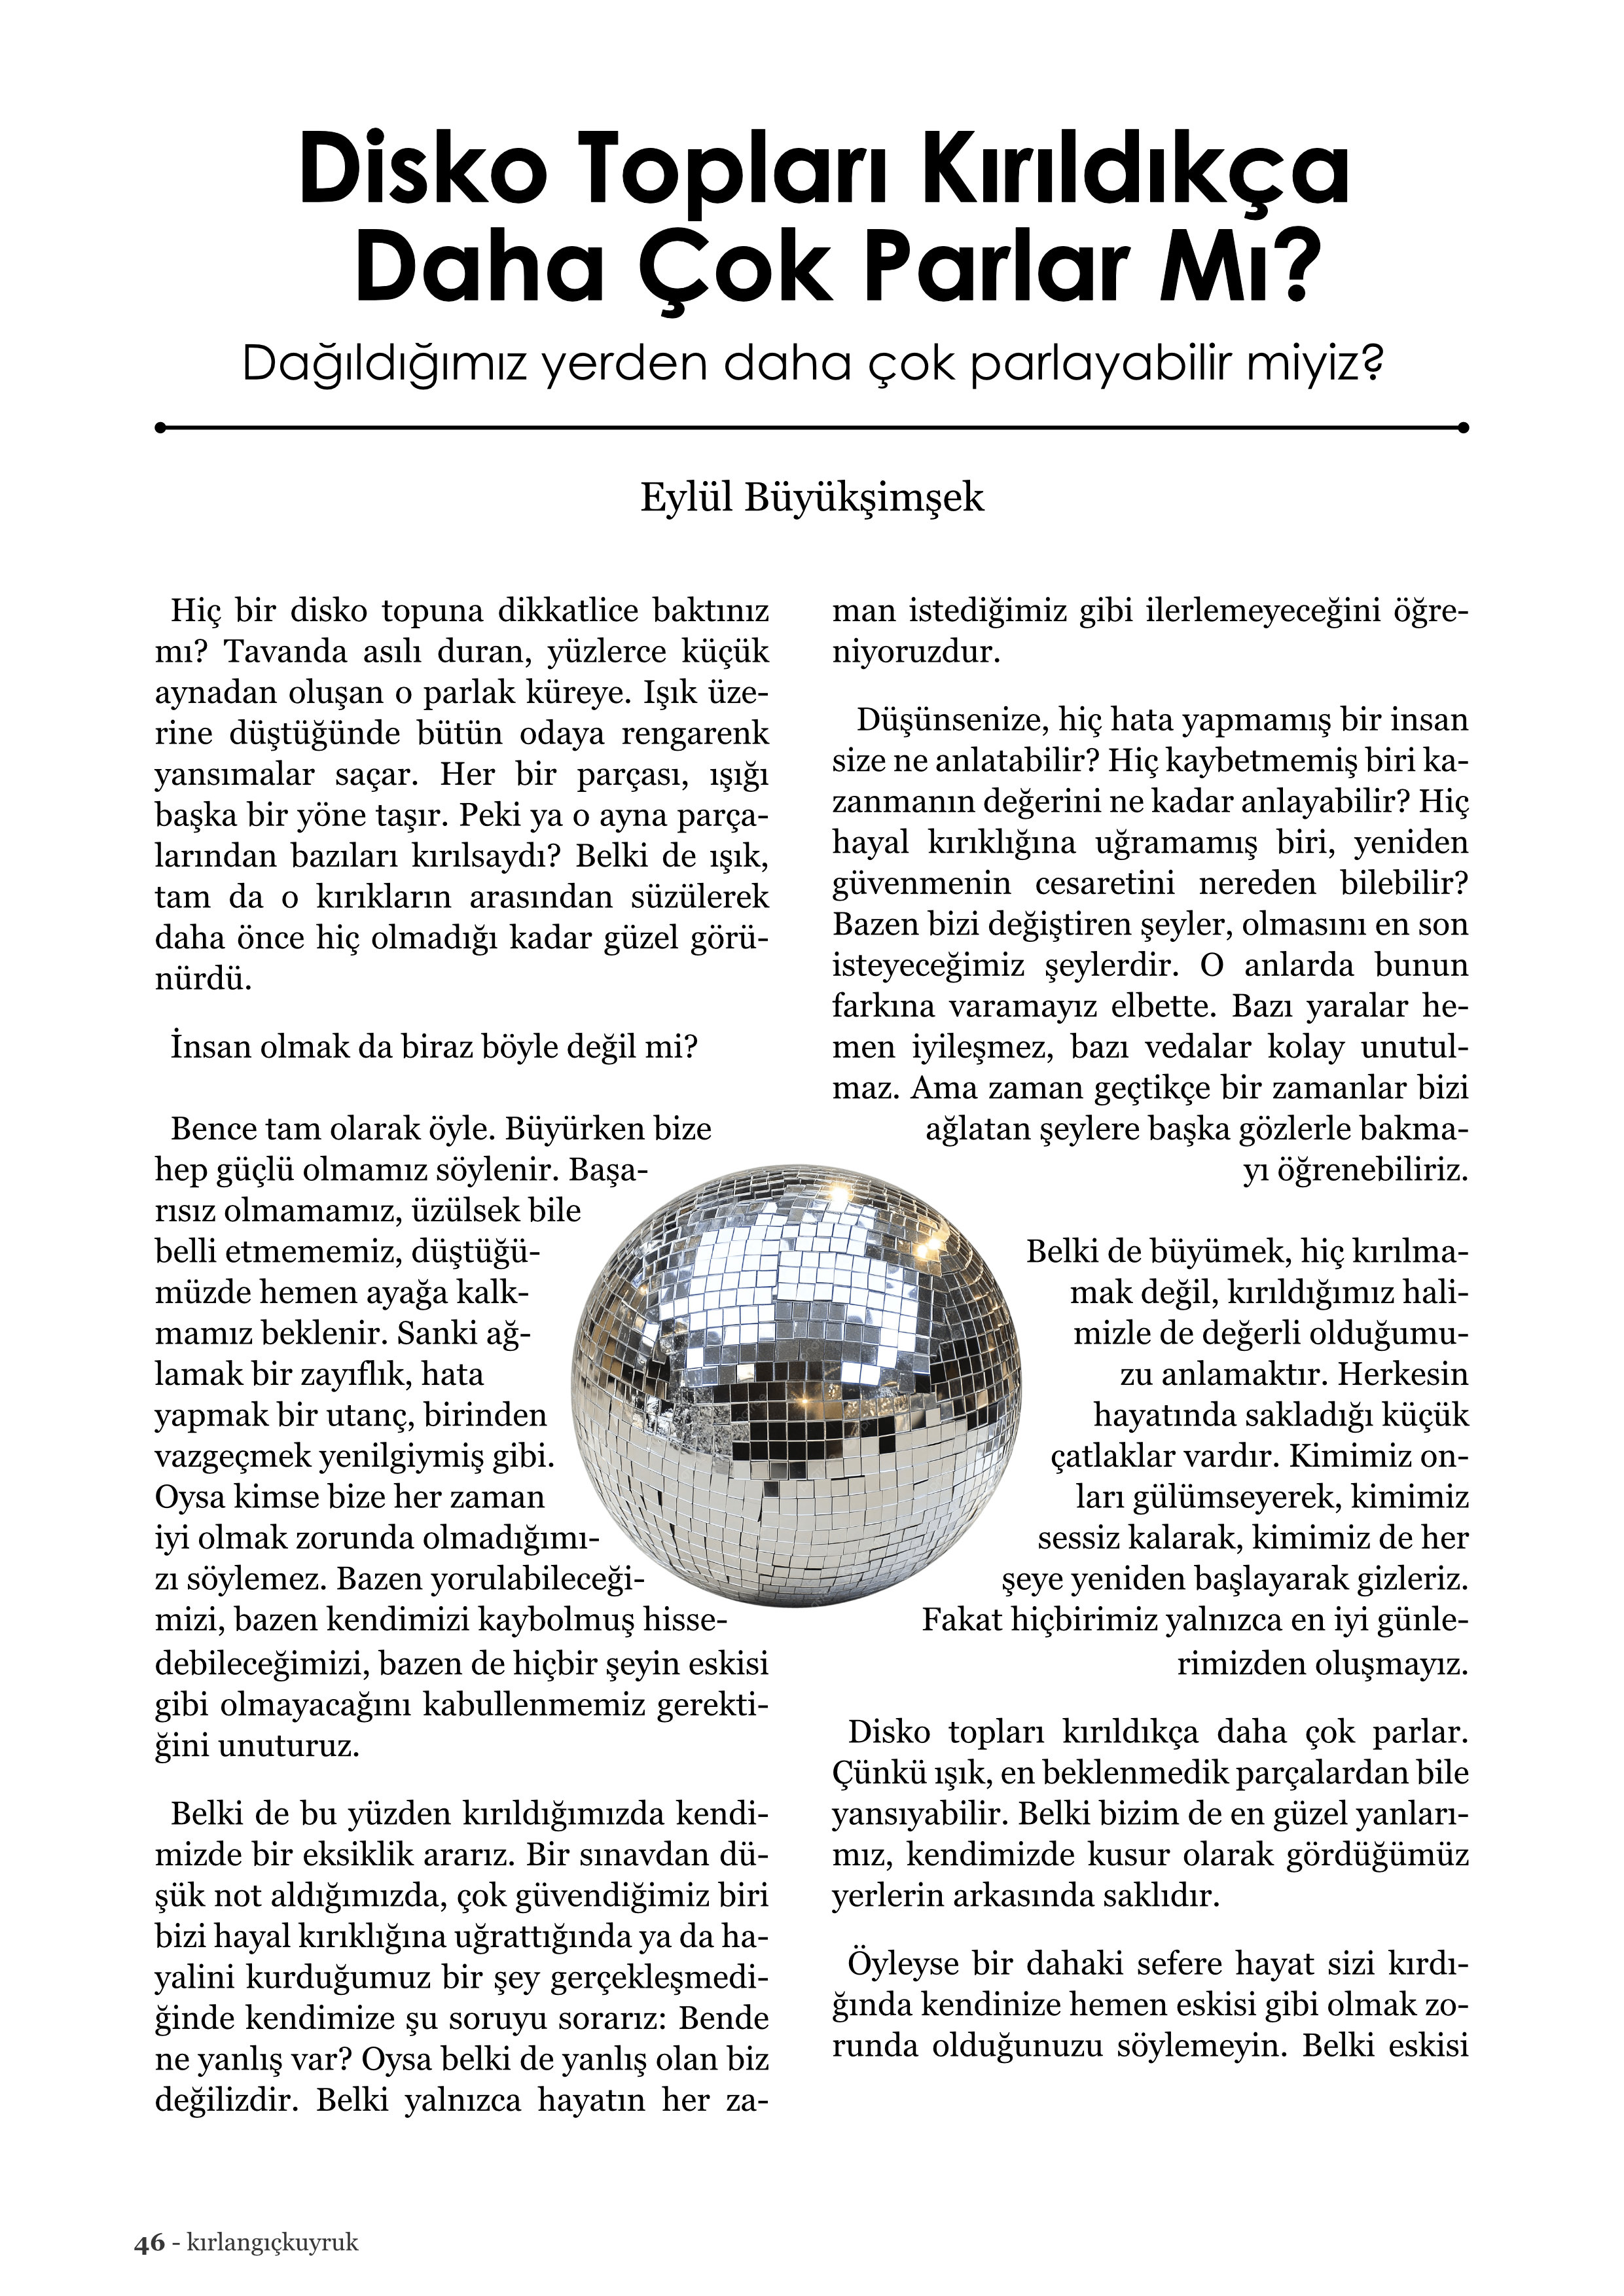 Disko Topları Kırıldıkça
Daha Çok Parlar Mı?
Dağıldığımız yerden daha çok parlayabilir miyiz?
Eylül Büyükşimşek
Hiç bir disko topuna dikkatlice baktınız
mı? Tavanda asılı duran, yüzlerce küçük
aynadan oluşan o parlak küreye. Işık üze-
rine düştüğünde bütün odaya rengarenk
yansımalar saçar. Her bir parçası, ışığı
başka bir yöne taşır. Peki ya o ayna parça-
larından bazıları kırılsaydı? Belki de ışık,
tam da o kırıkların arasından süzülerek
daha önce hiç olmadığı kadar güzel görü-
nürdü.
İnsan olmak da biraz böyle değil mi?
Bence tam olarak öyle. Büyürken bize
hep güçlü olmamız söylenir. Başa-
rısız olmamamız, üzülsek bile
belli etmememiz, düştüğü-
müzde hemen ayağa kalk-
mamız beklenir. Sanki ağ-
lamak bir zayıflık, hata
yapmak bir utanç, birinden
vazgeçmek yenilgiymiş gibi.
Oysa kimse bize her zaman
iyi olmak zorunda olmadığımı-
zı söylemez. Bazen yorulabileceği-
mizi, bazen kendimizi kaybolmuş hisse-
debileceğimizi, bazen de hiçbir şeyin eskisi
gibi olmayacağını kabullenmemiz gerekti-
ğini unuturuz.
Belki de bu yüzden kırıldığımızda kendi-
mizde bir eksiklik ararız. Bir sınavdan dü-
şük not aldığımızda, çok güvendiğimiz biri
bizi hayal kırıklığına uğrattığında ya da ha-
yalini kurduğumuz bir şey gerçekleşmedi-
ğinde kendimize şu soruyu sorarız: Bende
ne yanlış var? Oysa belki de yanlış olan biz
değilizdir. Belki yalnızca hayatın her za-
man istediğimiz gibi ilerlemeyeceğini öğre-
niyoruzdur.
Düşünsenize, hiç hata yapmamış bir insan
size ne anlatabilir? Hiç kaybetmemiş biri ka-
zanmanın değerini ne kadar anlayabilir? Hiç
hayal kırıklığına uğramamış biri, yeniden
güvenmenin cesaretini nereden bilebilir?
Bazen bizi değiştiren şeyler, olmasını en son
isteyeceğimiz şeylerdir. O anlarda bunun
farkına varamayız elbette. Bazı yaralar he-
men iyileşmez, bazı vedalar kolay unutul-
maz. Ama zaman geçtikçe bir zamanlar bizi
ağlatan şeylere başka gözlerle bakma-
yı öğrenebiliriz.
Belki de büyümek, hiç kırılma-
mak değil, kırıldığımız hali-
mizle de değerli olduğumu-
zu anlamaktır. Herkesin
hayatında sakladığı küçük
çatlaklar vardır. Kimimiz on-
ları gülümseyerek, kimimiz
sessiz kalarak, kimimiz de her
şeye yeniden başlayarak gizleriz.
Fakat hiçbirimiz yalnızca en iyi günle-
rimizden oluşmayız.
Disko topları kırıldıkça daha çok parlar.
Çünkü ışık, en beklenmedik parçalardan bile
yansıyabilir. Belki bizim de en güzel yanları-
mız, kendimizde kusur olarak gördüğümüz
yerlerin arkasında saklıdır.
Öyleyse bir dahaki sefere hayat sizi kırdı-
ğında kendinize hemen eskisi gibi olmak zo-
runda olduğunuzu söylemeyin. Belki eskisi
46 - kırlangıçkuyruk